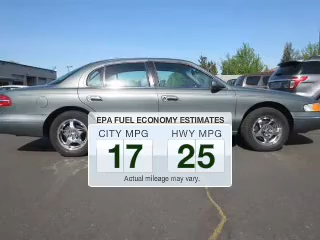 EPA FUEL ECONOMY ESTIMATES
CITY MPG HWY MPG
17 25
Actual mileage may vary.